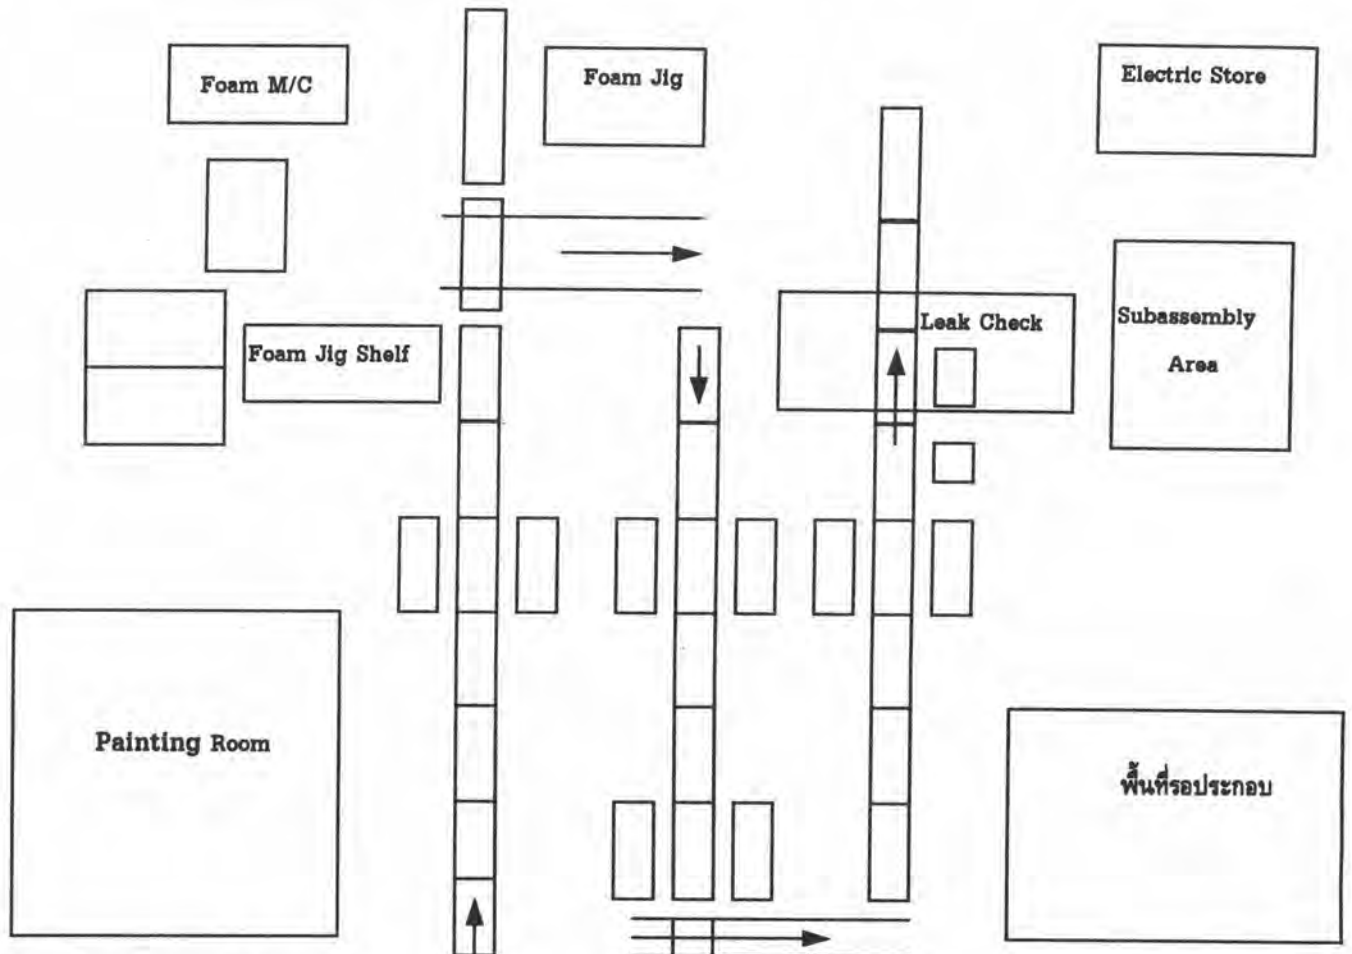 Foam M/C
Foam Jig
Electric Store
Foam Jig Shelf
Leak Check
Subassembly
Area
Painting Room
พื้นที่รอประกอบ